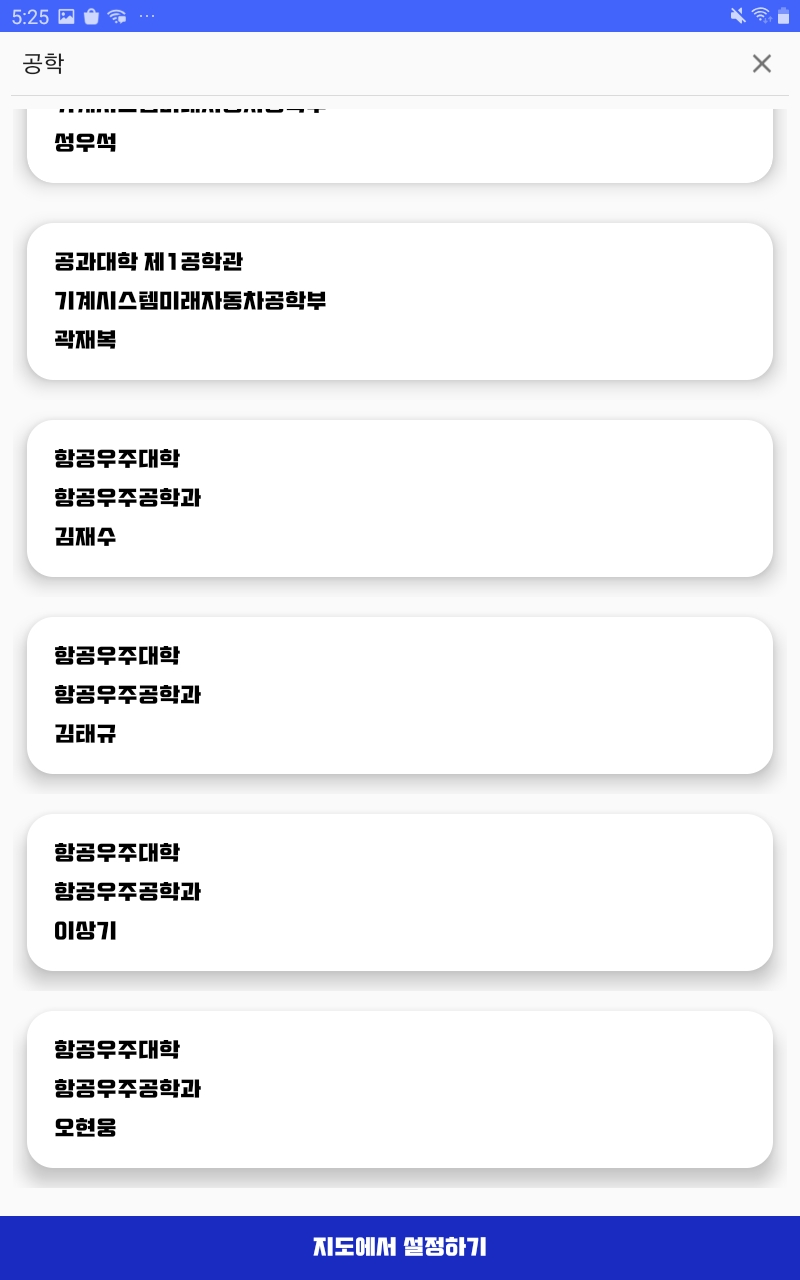 5:25
공학
성우석
공과대학 제1공학관
기계시스템미래자동차공학부
곽재복
항공우주대학
항공우주공학과
김재수
항공우주대학
항공우주공학과
김태규
항공우주대학
항공우주공학과
이상기
항공우주대학
항공우주공학과
오현웅
지도에서 설정하기